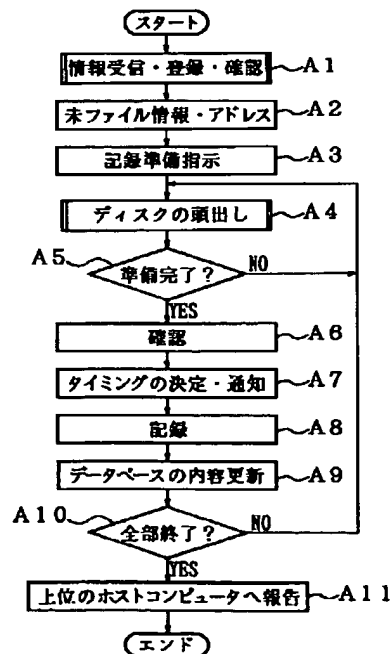 スタート
情報受信・登録・確認 A1
未ファイル情報・アドレス A2
記録準備指示 A3
ディスクの頭出し A4
A5 準備完了? NO
YES
確認 A6
タイミングの決定・通知 A7
記録 A8
データベースの内容更新 A9
A10 全部終了? NO
YES
上位のホストコンピュータへ報告 A11
エンド